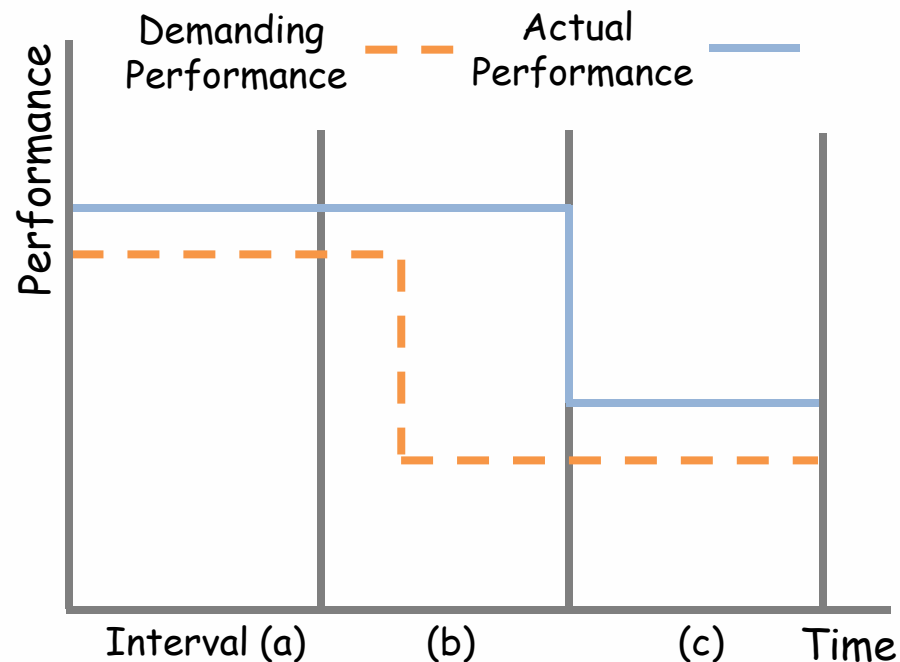 Demanding
Performance
Actual
Performance
Performance
Interval (a)
(b)
(c)
Time